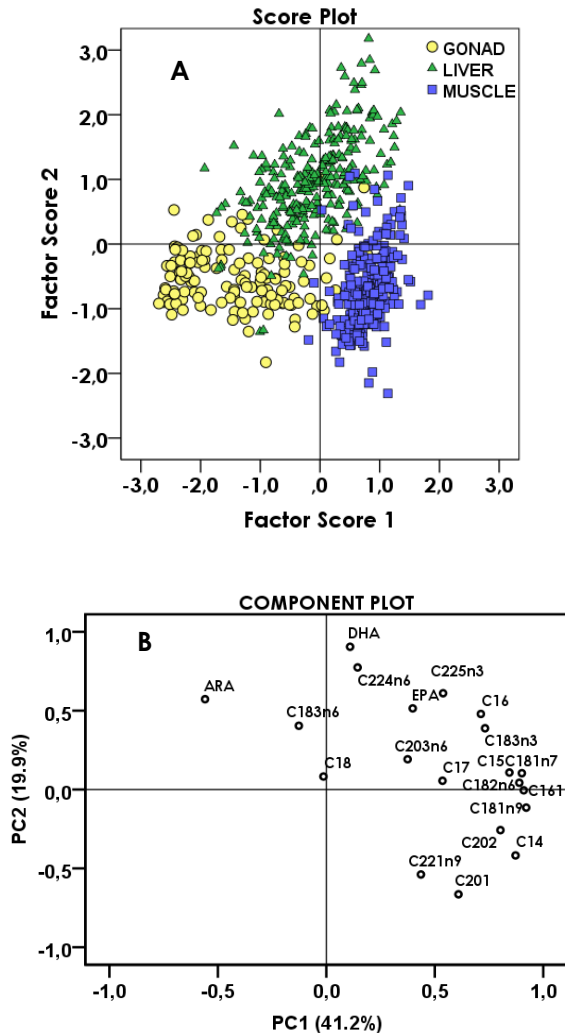 Score Plot
A
GONAD
LIVER
MUSCLE
3,0
2,0
1,0
,0
-1,0
-2,0
-3,0
Factor Score 2
-3,0 -2,0 -1,0 ,0 1,0 2,0 3,0
Factor Score 1
COMPONENT PLOT
B
1,0
0,5
0,0
-0,5
-1,0
PC2 (19.9%)
DHA
C224n6
C225n3
ARA
EPA
C16
C183n6
C183n3
C203n6
C18
C17
C15
C181n7
C182n6
C161
C181n9
C202
C14
C221n9
C201
-1,0 -0,5 0,0 0,5 1,0
PC1 (41.2%)